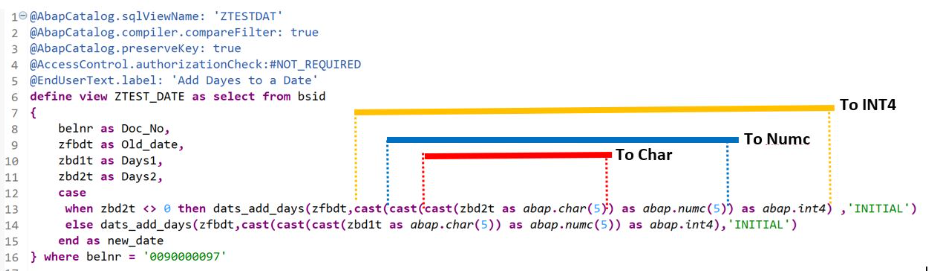 1 @AbapCatalog.sqlViewName: 'ZTESTDAT'
2 @AbapCatalog.compiler.compareFilter: true
3 @AbapCatalog.preserveKey: true
4 @AccessControl.authorizationCheck:#NOT_REQUIRED
5 @EndUserText.label: 'Add Dayes to a Date'
6 define view ZTEST_DATE as select from bsid
To INT4
7 {
8 belnr as Doc_No,
To Numc
9 zfbdt as Old_date,
To Char
10 zbd1t as Days1,
11 zbd2t as Days2,
12 case
13 when zbd2t <> 0 then dats_add_days(zfbdt,cast(cast(cast(zbd2t as abap.char(5)) as abap.numc(5)) as abap.int4) ,'INITIAL')
14 else dats_add_days(zfbdt,cast(cast(cast(zbd1t as abap.char(5)) as abap.numc(5)) as abap.int4),'INITIAL')
15 end as new_date
16 } where belnr = '0090000097'